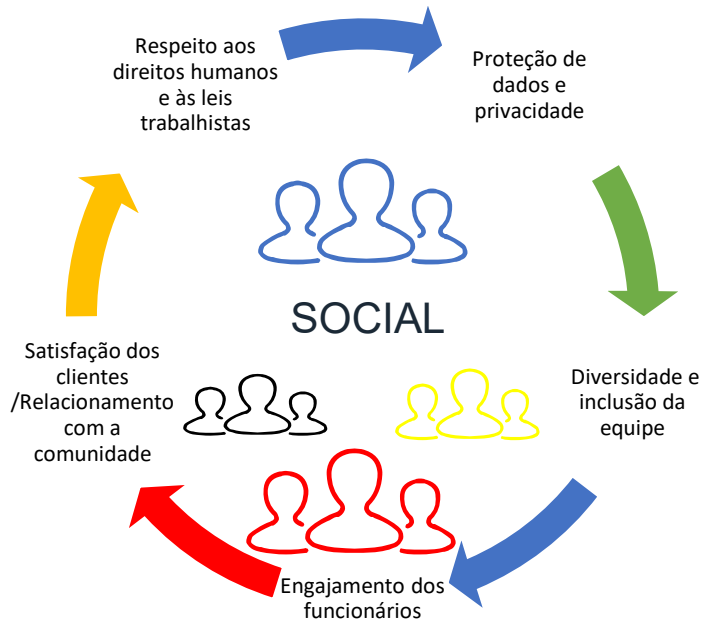 Respeito aos
direitos humanos
e às leis
trabalhistas
Proteção de
dados e
privacidade
SOCIAL
Diversidade e
inclusão da
equipe
Engajamento dos
funcionários
Satisfação dos
clientes
/Relacionamento
com a
comunidade